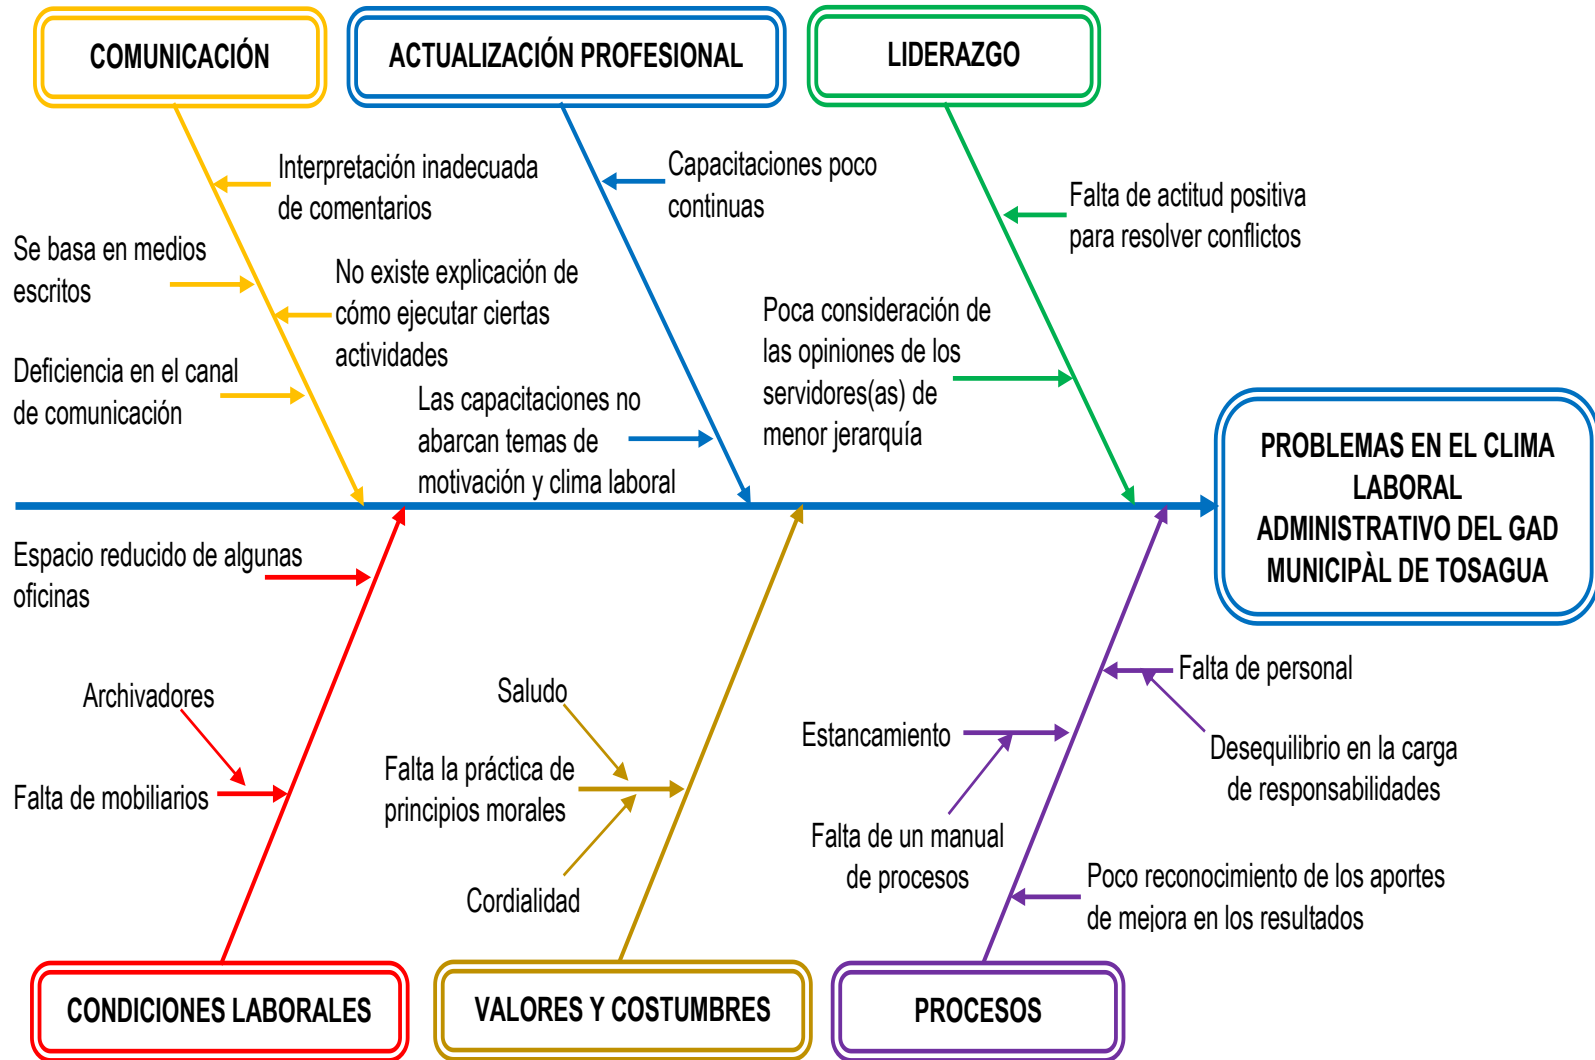 COMUNICACIÓN
ACTUALIZACIÓN PROFESIONAL
LIDERAZGO
Interpretación inadecuada
de comentarios
Se basa en medios
escritos
No existe explicación de
cómo ejecutar ciertas
actividades
Deficiencia en el canal
de comunicación
Capacitaciones poco
continuas
Las capacitaciones no
abarcan temas de
motivación y clima laboral
Falta de actitud positiva
para resolver conflictos
Poca consideración de
las opiniones de los
servidores(as) de
menor jerarquía
PROBLEMAS EN EL CLIMA
LABORAL
ADMINISTRATIVO DEL GAD
MUNICIPÀL DE TOSAGUA
Espacio reducido de algunas
oficinas
Archivadores
Falta de mobiliarios
Saludo
Falta la práctica de
principios morales
Cordialidad
Falta de personal
Estancamiento
Desequilibrio en la carga
de responsabilidades
Falta de un manual
de procesos
Poco reconocimiento de los aportes
de mejora en los resultados
CONDICIONES LABORALES
VALORES Y COSTUMBRES
PROCESOS